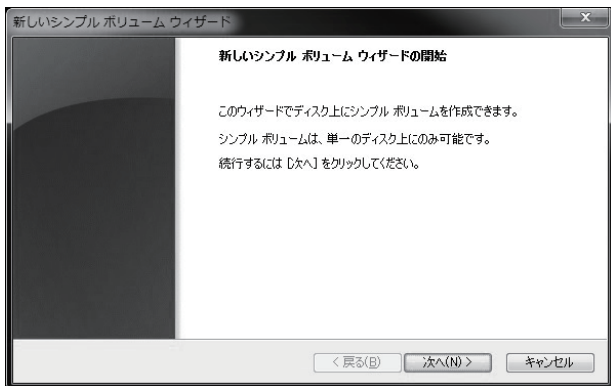 新しいシンプル ボリューム ウィザード
新しいシンプル ボリューム ウィザードの開始
このウィザードでディスク上にシンプル ボリュームを作成できます。
シンプル ボリュームは、単一のディスク上にのみ可能です。
続行するには [次へ] をクリックしてください。
< 戻る(B) 次へ(N) > キャンセル